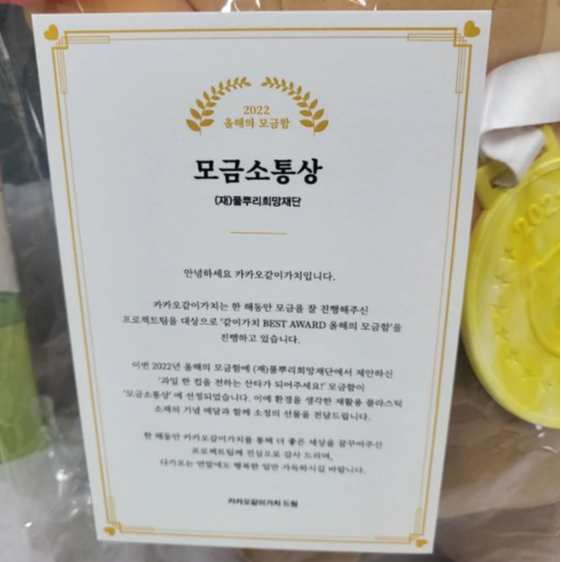 2022
올해의 모금함
모금소통상
(재)풀뿌리희망재단
안녕하세요 카카오같이가치입니다.
카카오같이가치는 한 해동안 모금을 잘 진행해주신
프로젝트팀을 대상으로 '같이가치 BEST AWARD 올해의 모금함'을
진행하고 있습니다.
이번 2022년 올해의 모금함에 (재)풀뿌리희망재단에서 제안하신
'과일 한 컵을 전하는 산타가 되어주세요!' 모금함이
'모금소통상' 에 선정되었습니다. 이에 환경을 생각한 재활용 플라스틱
소재의 기념 메달과 함께 소정의 선물을 전달드립니다.
한 해동안 카카오같이가치를 통해 더 좋은 세상을 꿈꾸어주신
프로젝트팀께 진심으로 감사 드리며,
다가오는 연말에도 행복한 일만 가득하시길 바랍니다.
카카오같이가치 드림
202